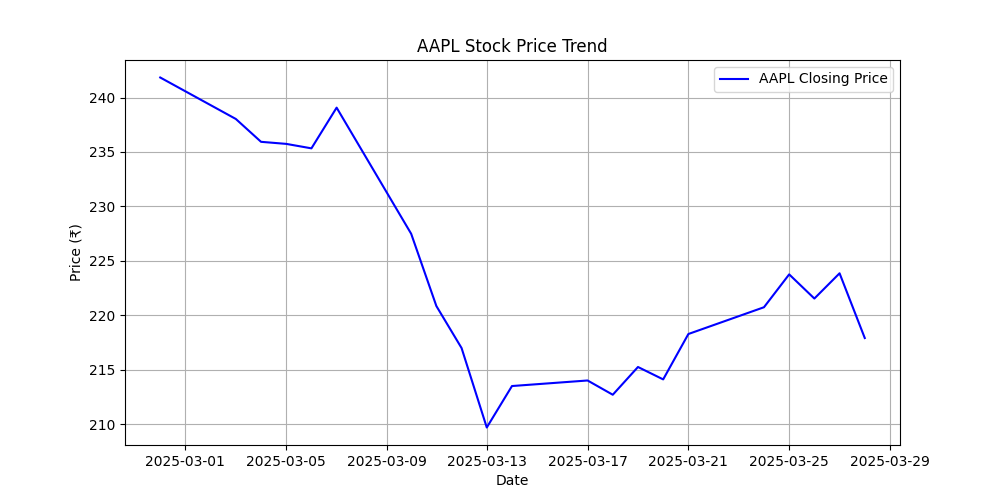 AAPL Stock Price Trend
AAPL Closing Price
Price (₹)
240
235
230
225
220
215
210
2025-03-01 2025-03-05 2025-03-09 2025-03-13 2025-03-17 2025-03-21 2025-03-25 2025-03-29
Date